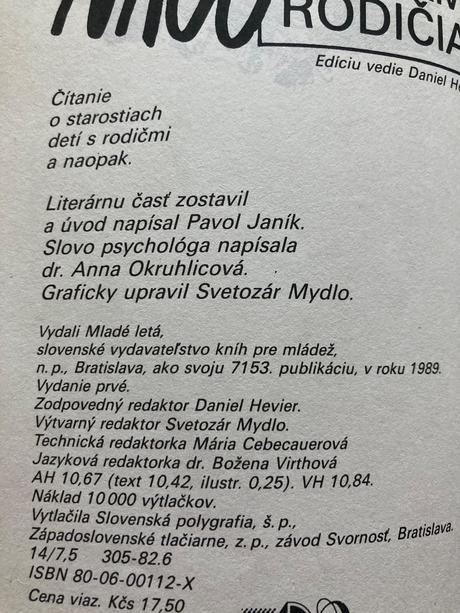 RODIČIA
Edíciu vedie Daniel
Čítanie
o starostiach
detí s rodičmi
a naopak.
Literárnu časť zostavil
a úvod napísal Pavol Janík.
Slovo psychológa napísala
dr. Anna Okruhlicová.
Graficky upravil Svetozár Mydlo.
Vydali Mladé letá,
slovenské vydavateľstvo kníh pre mládež,
n. p., Bratislava, ako svoju 7153. publikáciu, v roku 1989.
Vydanie prvé.
Zodpovedný redaktor Daniel Hevier.
Výtvarný redaktor Svetozár Mydlo.
Technická redaktorka Mária Cebecauerová
Jazyková redaktorka dr. Božena Virthová
AH 10,67 (text 10,42, ilustr. 0,25). VH 10,84.
Náklad 10 000 výtlačkov.
Vytlačila Slovenská polygrafia, š. p.,
Západoslovenské tlačiarne, z. p., závod Svornosť, Bratislava.
14/7,5 305-82.6
ISBN 80-06-00112-X
Cena viaz. Kčs 17,50